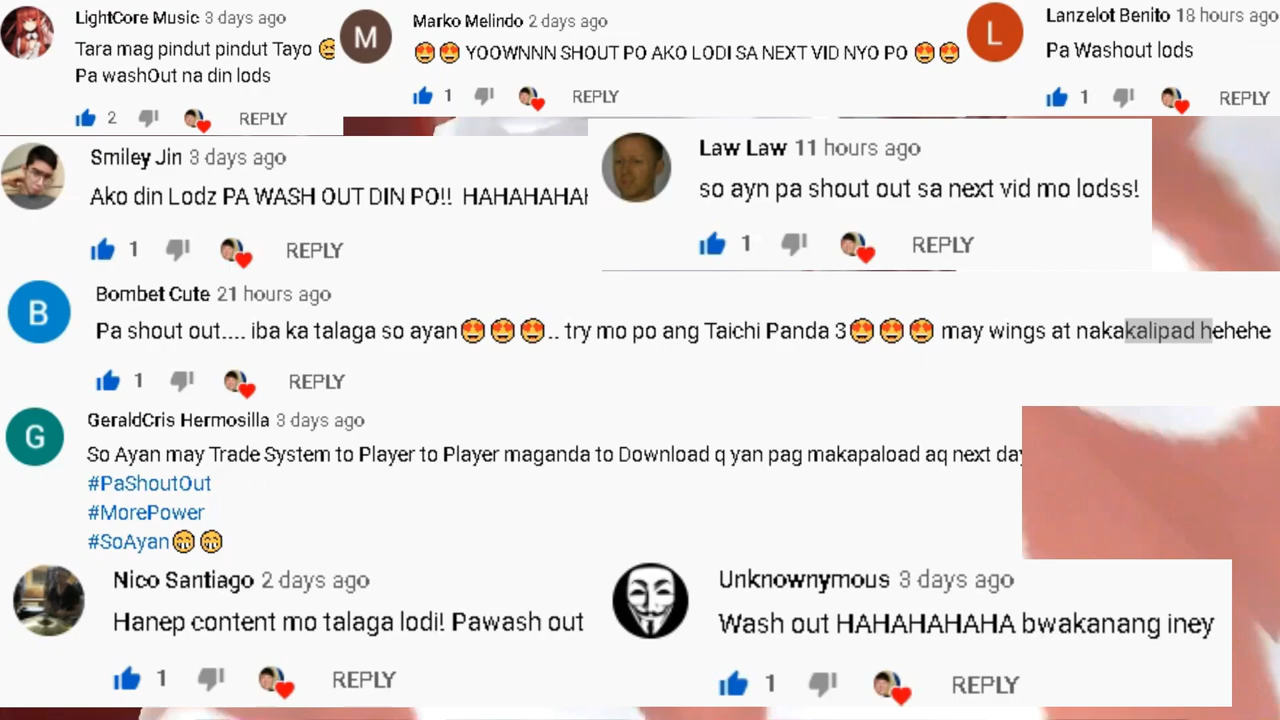 LightCore Music 3 days ago
Tara mag pindut pindut Tayo 😆
Pa washOut na din lods
2 REPLY
M
Marko Melindo 2 days ago
😍😍 YOOWNNN SHOUT PO AKO LODI SA NEXT VID NYO PO 😍😍
1 REPLY
L
Lanzelot Benito 18 hours ago
Pa Washout lods
1 REPLY
Smiley Jin 3 days ago
Ako din Lodz PA WASH OUT DIN PO!! HAHAHAHAH
1 REPLY
Law Law 11 hours ago
so ayn pa shout out sa next vid mo lodss!
1 REPLY
B
Bombet Cute 21 hours ago
Pa shout out.... iba ka talaga so ayan😍😍😍.. try mo po ang Taichi Panda 3😍😍😍 may wings at nakakalipad hehehe
1 REPLY
G
GeraldCris Hermosilla 3 days ago
So Ayan may Trade System to Player to Player maganda to Download q yan pag makapaload aq next day
#PaShoutOut
#MorePower
#SoAyan😁😁
Nico Santiago 2 days ago
Hanep content mo talaga lodi! Pawash out
1 REPLY
Unknownymous 3 days ago
Wash out HAHAHAHAHA bwakanang iney
1 REPLY